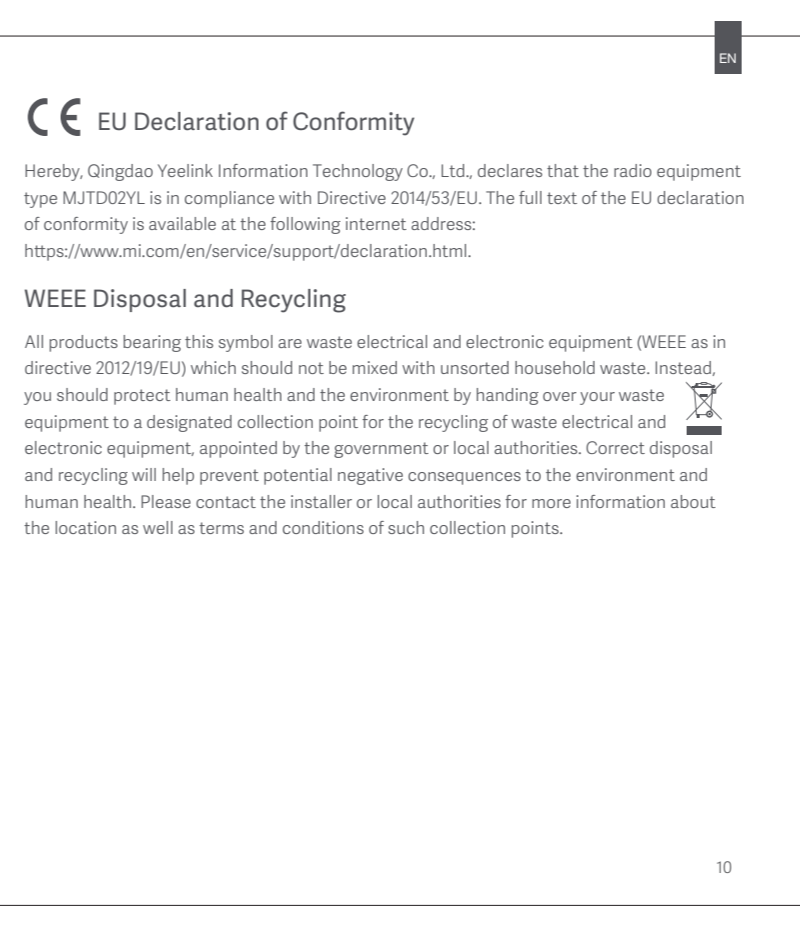 EN
CE EU Declaration of Conformity
Hereby, Qingdao Yeelink Information Technology Co., Ltd., declares that the radio equipment
type MJTD02YL is in compliance with Directive 2014/53/EU. The full text of the EU declaration
of conformity is available at the following internet address:
https://www.mi.com/en/service/support/declaration.html.
WEEE Disposal and Recycling
All products bearing this symbol are waste electrical and electronic equipment (WEEE as in
directive 2012/19/EU) which should not be mixed with unsorted household waste. Instead,
you should protect human health and the environment by handing over your waste
equipment to a designated collection point for the recycling of waste electrical and
electronic equipment, appointed by the government or local authorities. Correct disposal
and recycling will help prevent potential negative consequences to the environment and
human health. Please contact the installer or local authorities for more information about
the location as well as terms and conditions of such collection points.
10